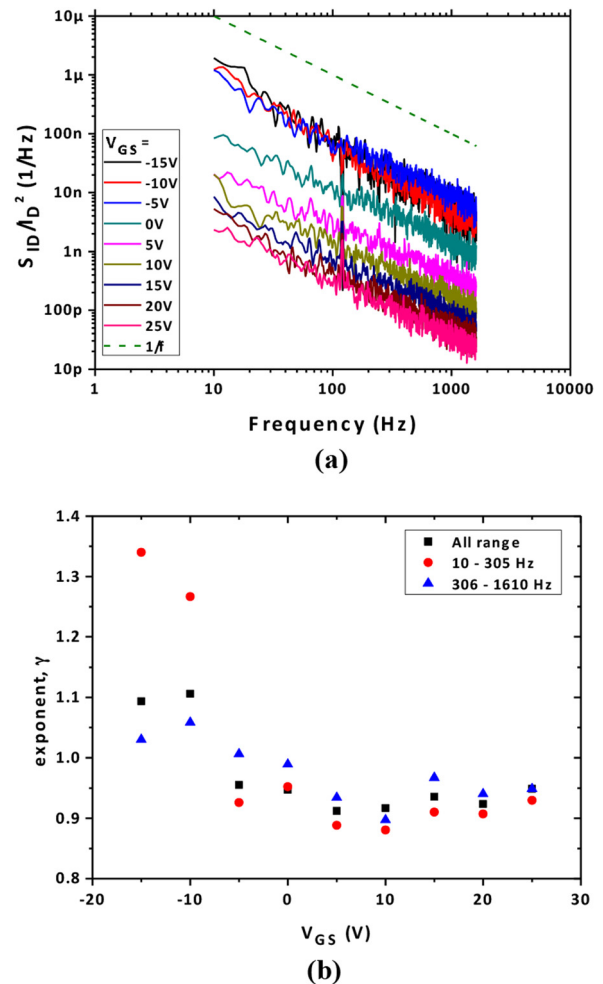 10μ
1μ
100n
10n
1n
100p
10p
S_ID/I_D² (1/Hz)
V_GS =
-15V
-10V
-5V
0V
5V
10V
15V
20V
25V
1/f
1 10 100 1000 10000
Frequency (Hz)
(a)
1.4
1.3
1.2
1.1
1.0
0.9
0.8
exponent, γ
All range
10 - 305 Hz
306 - 1610 Hz
-20 -10 0 10 20 30
V_GS (V)
(b)